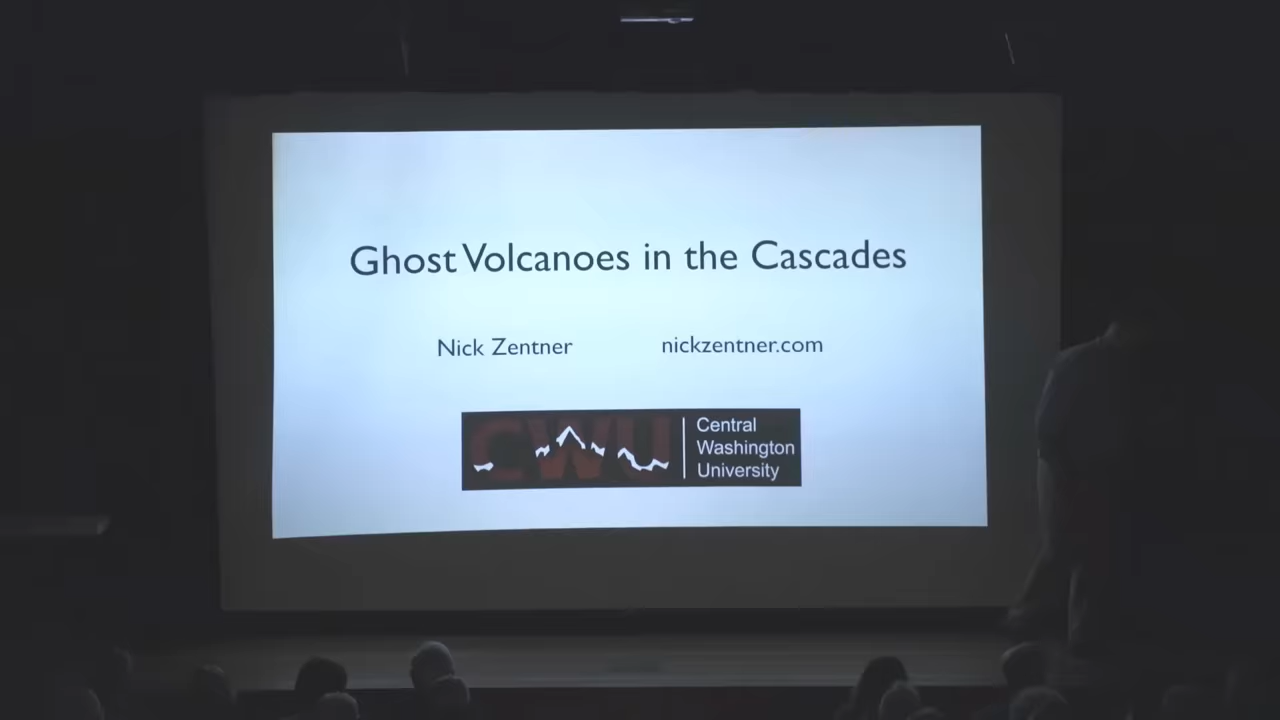 Ghost Volcanoes in the Cascades
Nick Zentner nickzentner.com
CWU Central
Washington
University